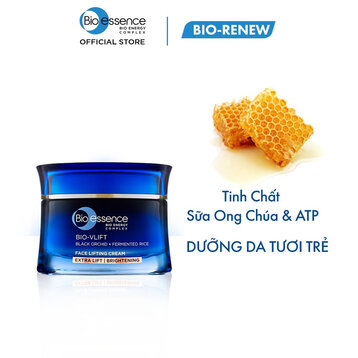 Bio essence
BIO ENERGY
COMPLEX
OFFICIAL STORE
BIO-RENEW
Tinh Chất
Sữa Ong Chúa & ATP
DƯỠNG DA TƯƠI TRẺ
Bio essence
BIO ENERGY
COMPLEX
BIO-VLIFT
BLACK ORCHID + FERMENTED RICE
FACE LIFTING CREAM
EXTRA LIFT | BRIGHTENING